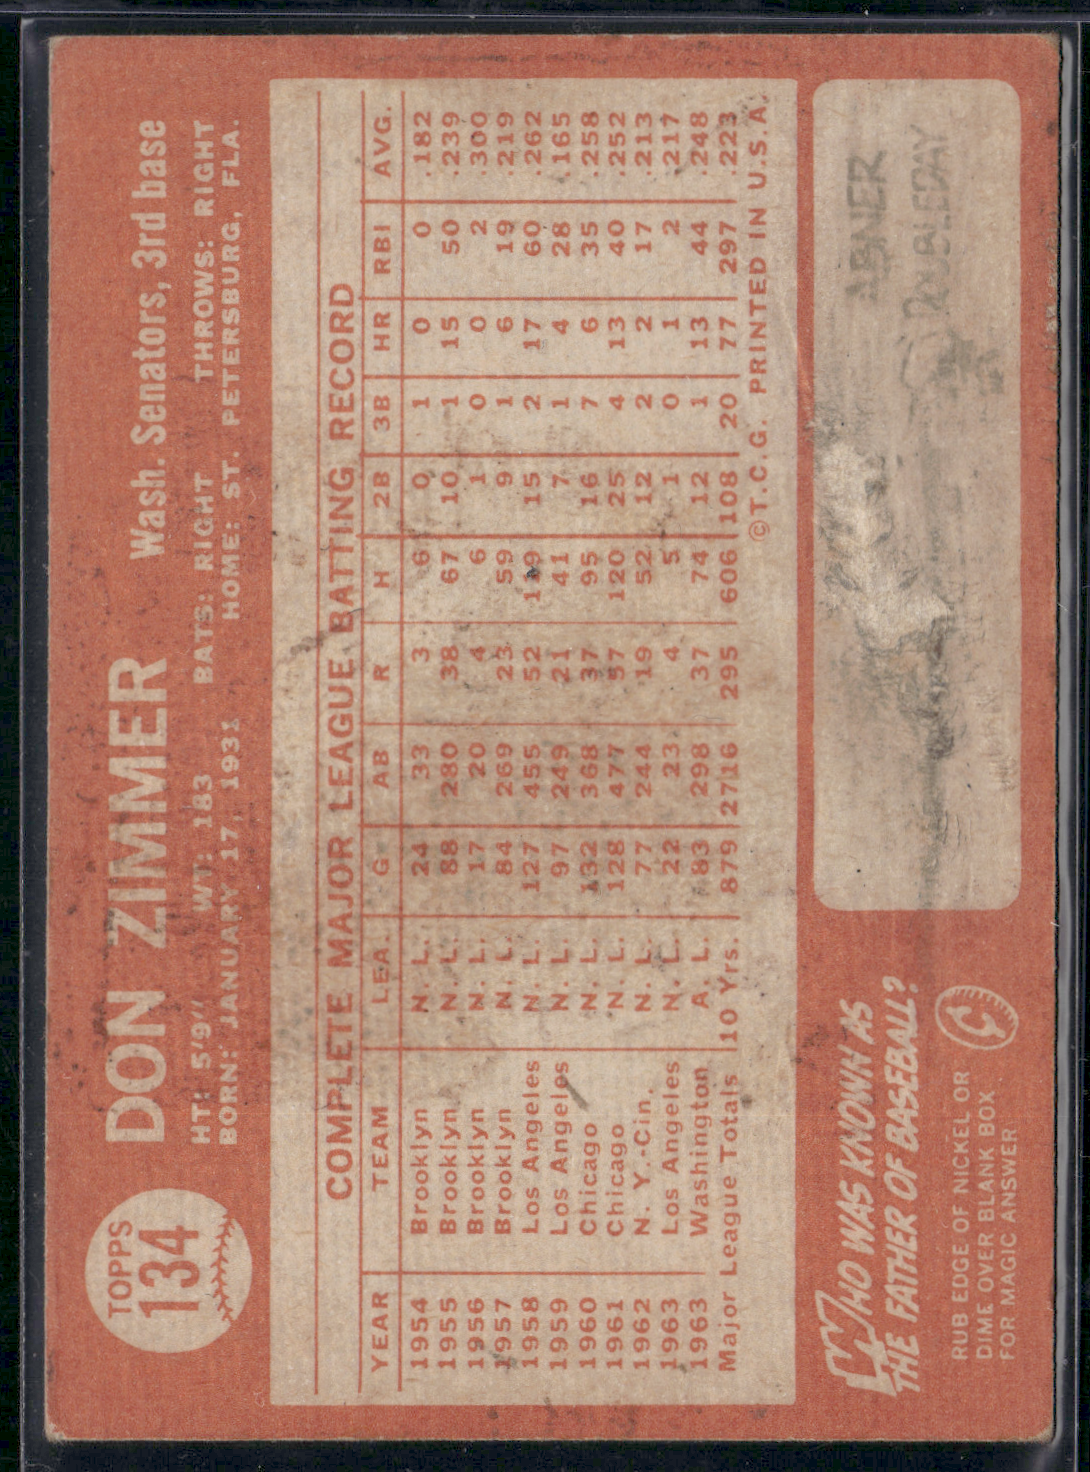 TOPPS
134
DON ZIMMER Wash. Senators, 3rd base
HT: 5'9" WT: 183 BATS: RIGHT THROWS: RIGHT
BORN: JANUARY 17, 1931 HOME: ST. PETERSBURG, FLA.
COMPLETE MAJOR LEAGUE BATTING RECORD
YEAR TEAM LEA. G AB R H 2B 3B HR RBI AVG.
1954 Brooklyn N. L. 24 33 3 6 0 1 0 0 .182
1955 Brooklyn N. L. 88 280 38 67 10 1 15 50 .239
1956 Brooklyn N. L. 17 20 4 6 1 0 0 2 .300
1957 Brooklyn N. L. 84 269 23 59 9 1 6 19 .219
1958 Los Angeles N. L. 127 455 52 119 15 2 17 60 .262
1959 Los Angeles N. L. 97 249 21 41 7 1 4 28 .165
1960 Chicago N. L. 132 368 37 95 16 7 6 35 .258
1961 Chicago N. L. 128 477 57 120 25 4 13 40 .252
1962 N. Y.-Cin. N. L. 77 244 19 52 12 2 2 17 .213
1963 Los Angeles N. L. 22 23 4 5 1 0 1 2 .217
1963 Washington A. L. 83 298 37 74 12 1 13 44 .248
Major League Totals 10 Yrs. 879 2716 295 606 108 20 77 297 .223
©T.C.G. PRINTED IN U.S.A.
WHO WAS KNOWN AS
THE FATHER OF BASEBALL?
RUB EDGE OF NICKEL OR
DIME OVER BLANK BOX
FOR MAGIC ANSWER
ABNER
DOUBLEDAY